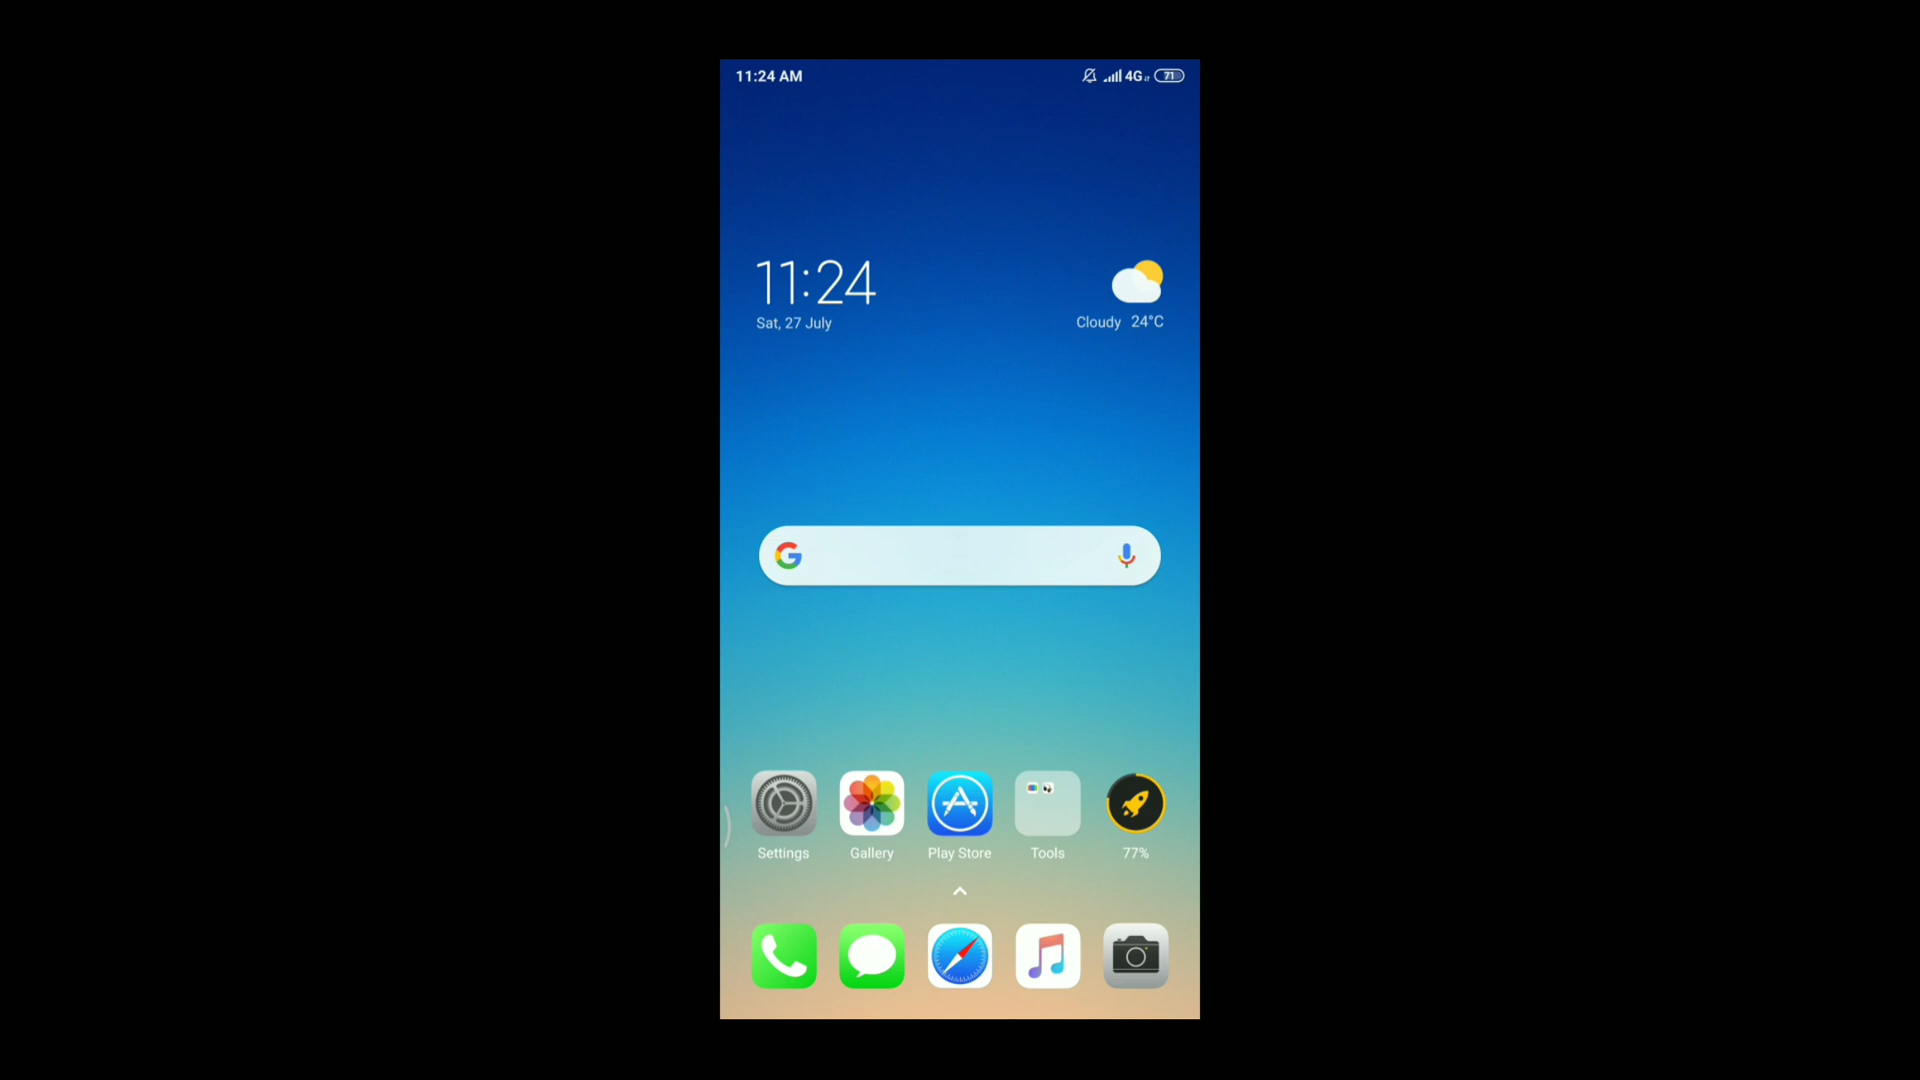 11:24 AM 4G 71
11:24
Sat, 27 July
Cloudy 24°C
Settings Gallery Play Store Tools 77%